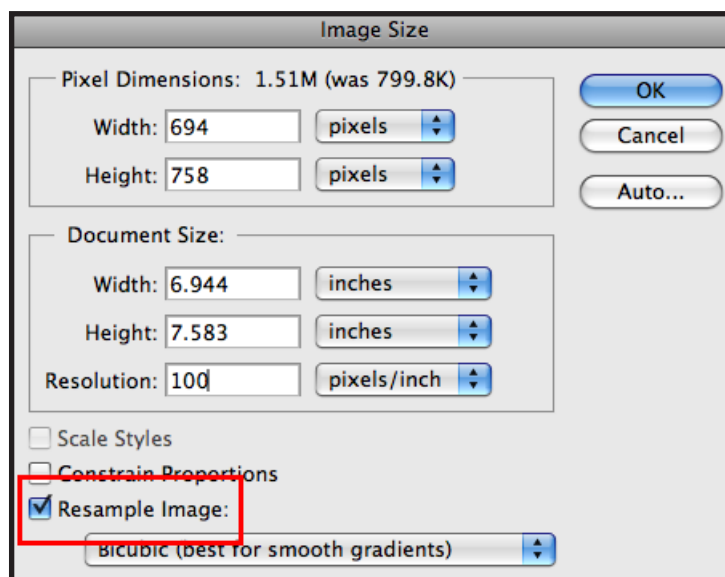 Image Size
Pixel Dimensions: 1.51M (was 799.8K)
OK
Width: 694 pixels
Cancel
Height: 758 pixels
Auto...
Document Size:
Width: 6.944 inches
Height: 7.583 inches
Resolution: 100 pixels/inch
Scale Styles
Constrain Proportions
Resample Image:
Bicubic (best for smooth gradients)